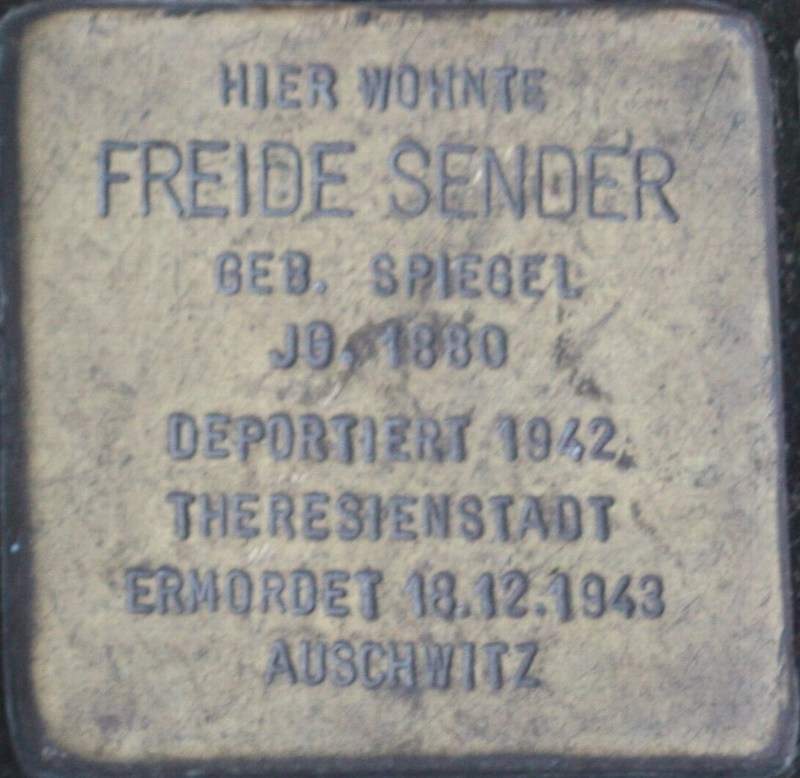 HIER WOHNTE
FREIDE SENDER
GEB. SPIEGEL
JG. 1880
DEPORTIERT 1942
THERESIENSTADT
ERMORDET 18.12.1943
AUSCHWITZ